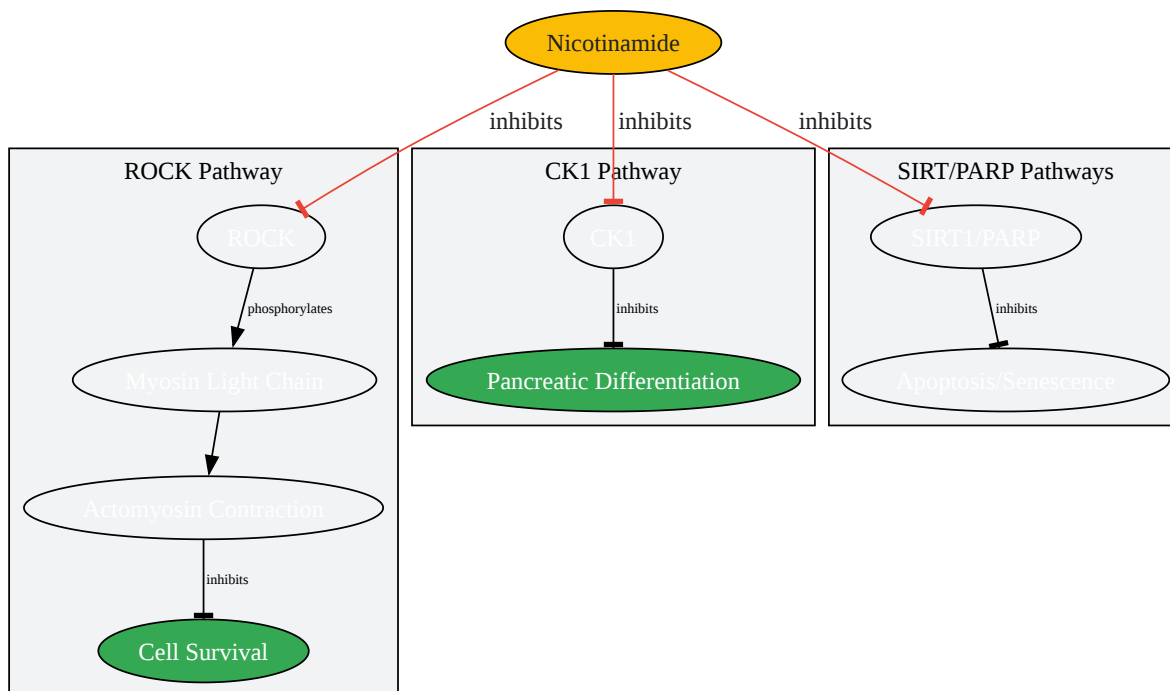 Nicotinamide
inhibits
inhibits
inhibits
ROCK Pathway
CK1 Pathway
SIRT/PARP Pathways
ROCK
CK1
SIRT1/PARP
phosphorylates
inhibits
inhibits
Myosin Light Chain
Pancreatic Differentiation
Apoptosis/Senescence
Actomyosin Contraction
inhibits
Cell Survival